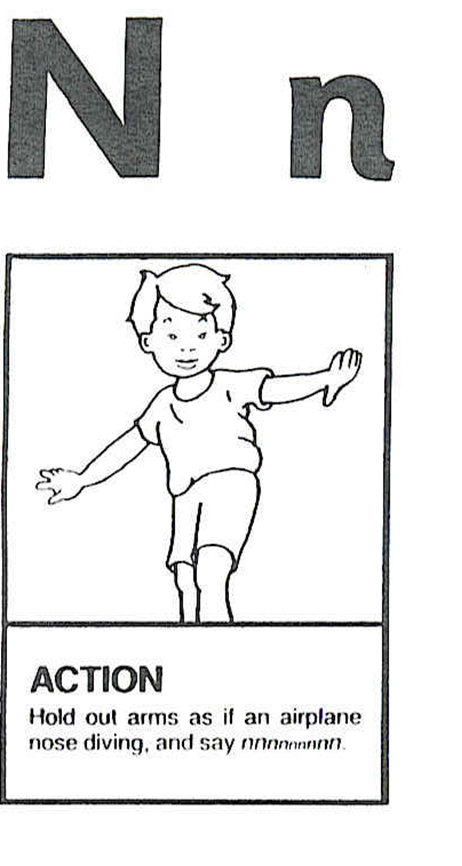 N n
ACTION
Hold out arms as if an airplane
nose diving, and say nnnnnnnnn.